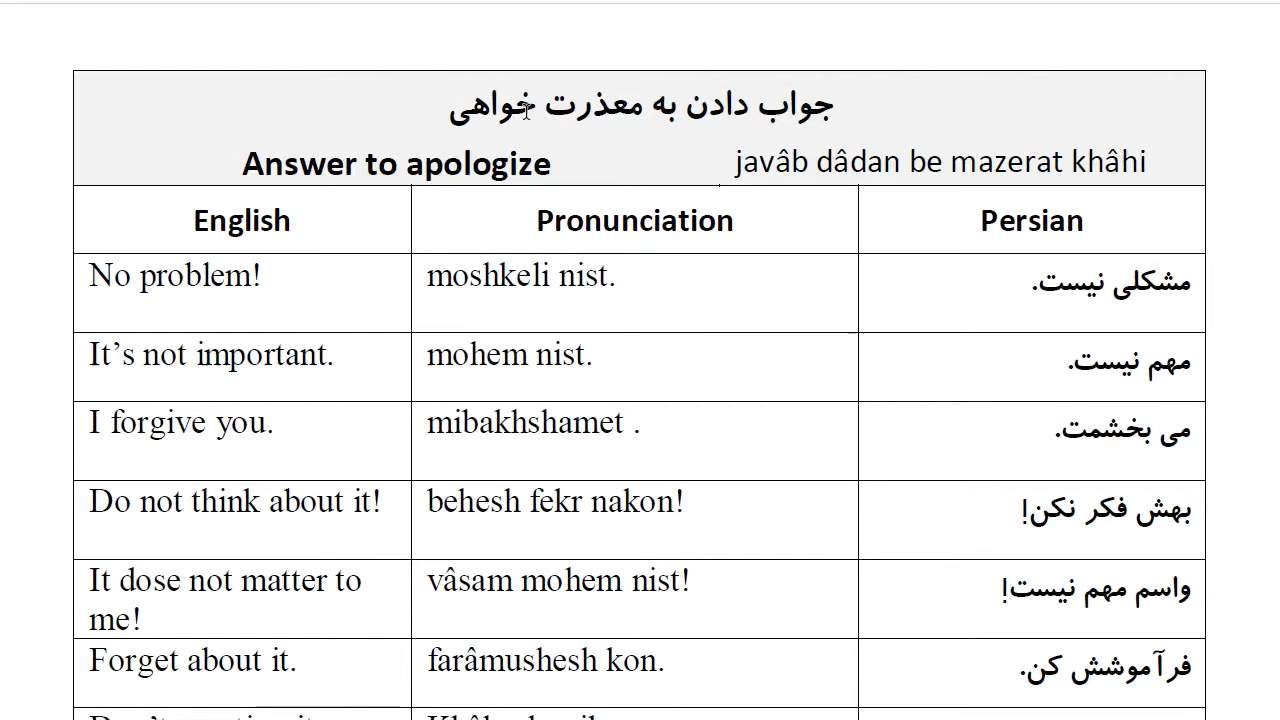 جواب دادن به معذرت خواهی
Answer to apologize javâb dâdan be mazerat khâhi
English Pronunciation Persian
No problem! moshkeli nist. مشکلی نیست.
It’s not important. mohem nist. مهم نیست.
I forgive you. mibakhshamet . می بخشمت.
Do not think about it! behesh fekr nakon! بهش فکر نکن!
It dose not matter to vâsam mohem nist! واسم مهم نیست!
me!
Forget about it. farâmushesh kon. فرآموشش کن.